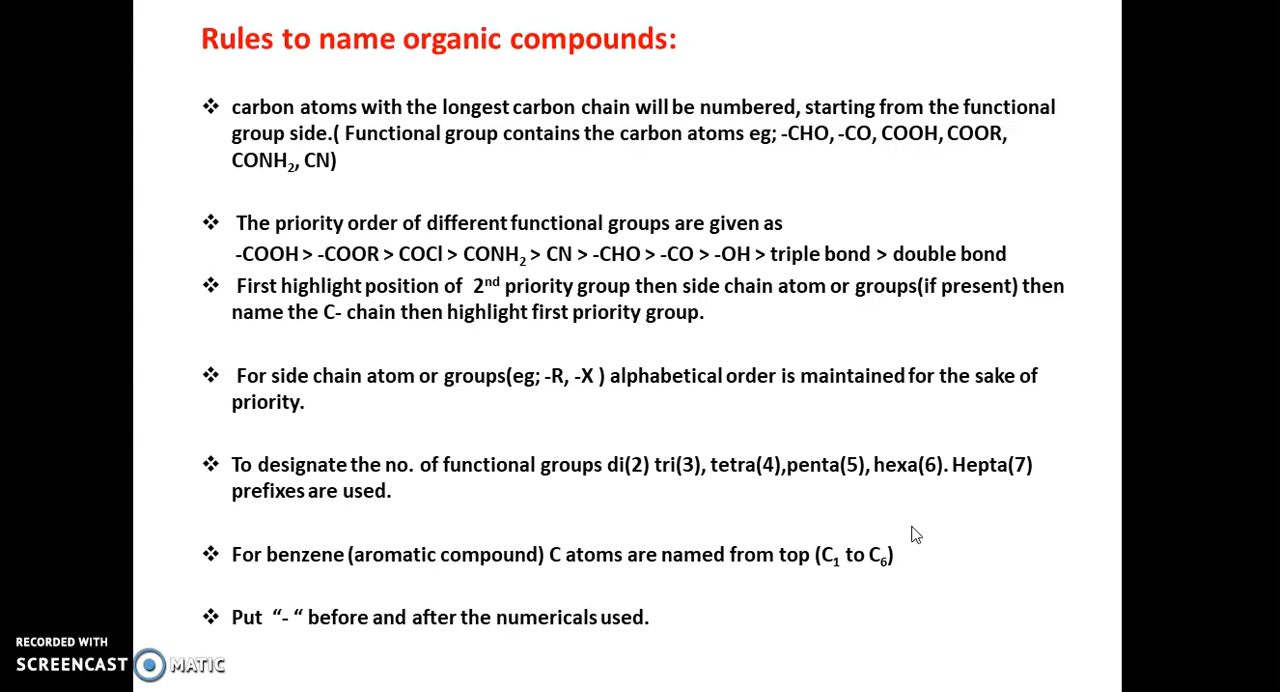 Rules to name organic compounds:
❖ carbon atoms with the longest carbon chain will be numbered, starting from the functional
group side.( Functional group contains the carbon atoms eg; -CHO, -CO, COOH, COOR,
CONH₂, CN)
❖ The priority order of different functional groups are given as
-COOH > -COOR > COCl > CONH₂ > CN > -CHO > -CO > -OH > triple bond > double bond
❖ First highlight position of 2ⁿᵈ priority group then side chain atom or groups(if present) then
name the C- chain then highlight first priority group.
❖ For side chain atom or groups(eg; -R, -X ) alphabetical order is maintained for the sake of
priority.
❖ To designate the no. of functional groups di(2) tri(3), tetra(4),penta(5), hexa(6). Hepta(7)
prefixes are used.
❖ For benzene (aromatic compound) C atoms are named from top (C₁ to C₆)
❖ Put “- “ before and after the numericals used.
RECORDED WITH
SCREENCAST MATIC